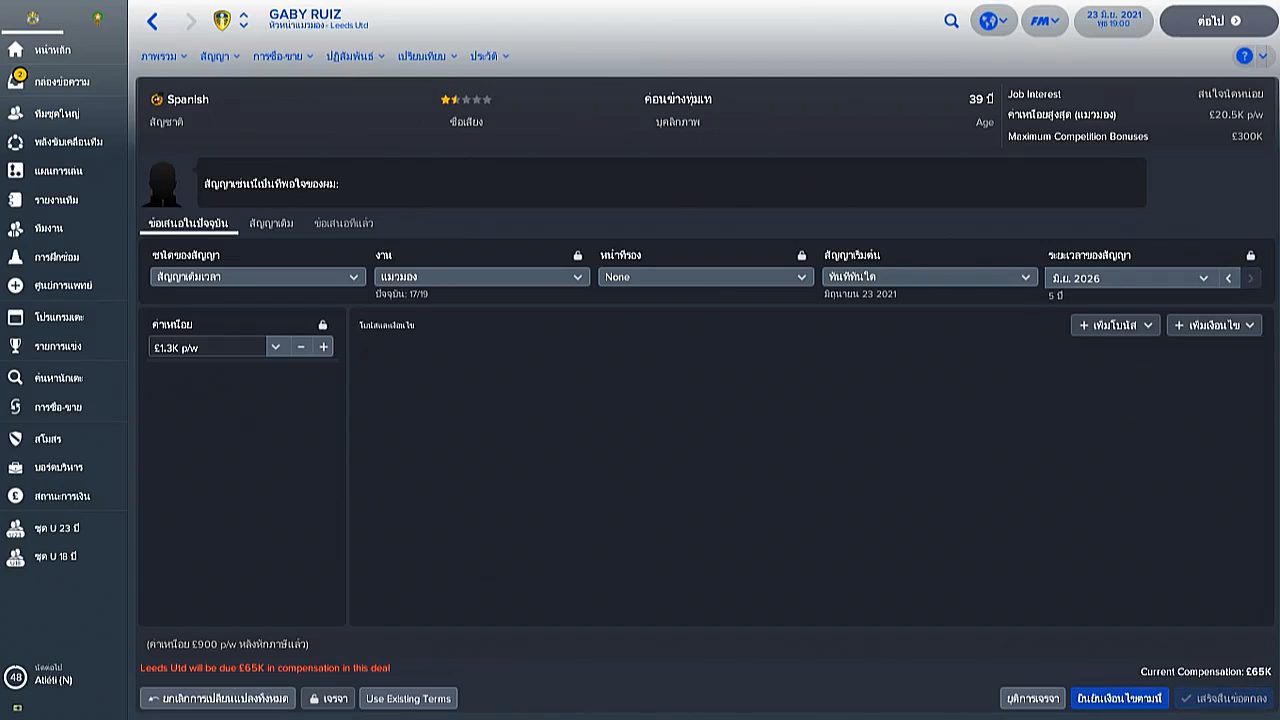 GABY RUIZ
หัวหน้าแมวมอง - Leeds Utd
FM
23 มิ.ย. 2021
พุธ 19:00
ต่อไป
หน้าหลัก
2
กล่องข้อความ
ทีมชุดใหญ่
พลังขับเคลื่อนทีม
แผนการเล่น
รายงานทีม
ทีมงาน
การฝึกซ้อม
ศูนย์การแพทย์
โปรแกรมเตะ
รายการแข่ง
ค้นหานักเตะ
การซื้อ-ขาย
สโมสร
บอร์ดบริหาร
สถานะการเงิน
ชุด U 23 ปี
ชุด U 18 ปี
48
นัดต่อไป
Atléti (N)
ภาพรวม
สัญญา
การซื้อ-ขาย
ปฏิสัมพันธ์
เปรียบเทียบ
ประวัติ
?
Spanish
สัญชาติ
ชื่อเสียง
ค่อนข้างทุ่มเท
บุคลิกภาพ
39 ปี
Age
Job Interest สนใจนิดหน่อย
ค่าเหนื่อยสูงสุด (แมวมอง) £20.5K p/w
Maximum Competition Bonuses £300K
สัญญาเช่นนี้เป็นที่พอใจของผม:
ข้อเสนอในปัจจุบัน สัญญาเดิม ข้อเสนอที่แล้ว
ชนิดของสัญญา งาน หน้าที่รอง สัญญาเริ่มต้น ระยะเวลาของสัญญา
สัญญาเต็มเวลา แมวมอง None ทันทีทันใด มิ.ย. 2026
ปัจจุบัน: 17/19 มิถุนายน 23 2021 5 ปี
ค่าเหนื่อย โบนัสและเงื่อนไข + เพิ่มโบนัส + เพิ่มเงื่อนไข
£1.3K p/w
(ค่าเหนื่อย £900 p/w หลังหักภาษีแล้ว)
Leeds Utd will be due £65K in compensation in this deal
Current Compensation: £65K
ยกเลิกการเปลี่ยนแปลงทั้งหมด เจรจา Use Existing Terms ยุติการเจรจา ยืนยันเงื่อนไขตามนี้ เสร็จสิ้นข้อตกลง